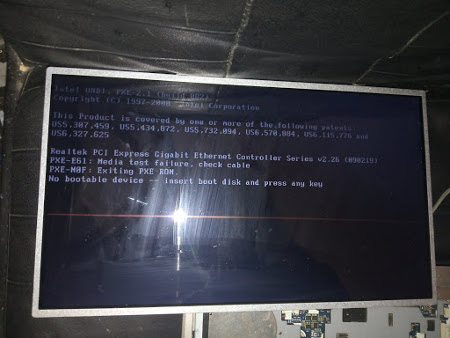 Intel UNDI, PXE-2.1 (build 082)
Copyright (C) 1997-2000 Intel Corporation
This Product is covered by one or more of the following patents:
US5,307,459, US5,434,872, US5,732,094, US6,570,884, US6,115,776 and
US6,327,625
Realtek PCI Express Gigabit Ethernet Controller Series v2.26 (090219)
PXE-E61: Media test failure, check cable
PXE-M0F: Exiting PXE ROM.
No bootable device -- insert boot disk and press any key